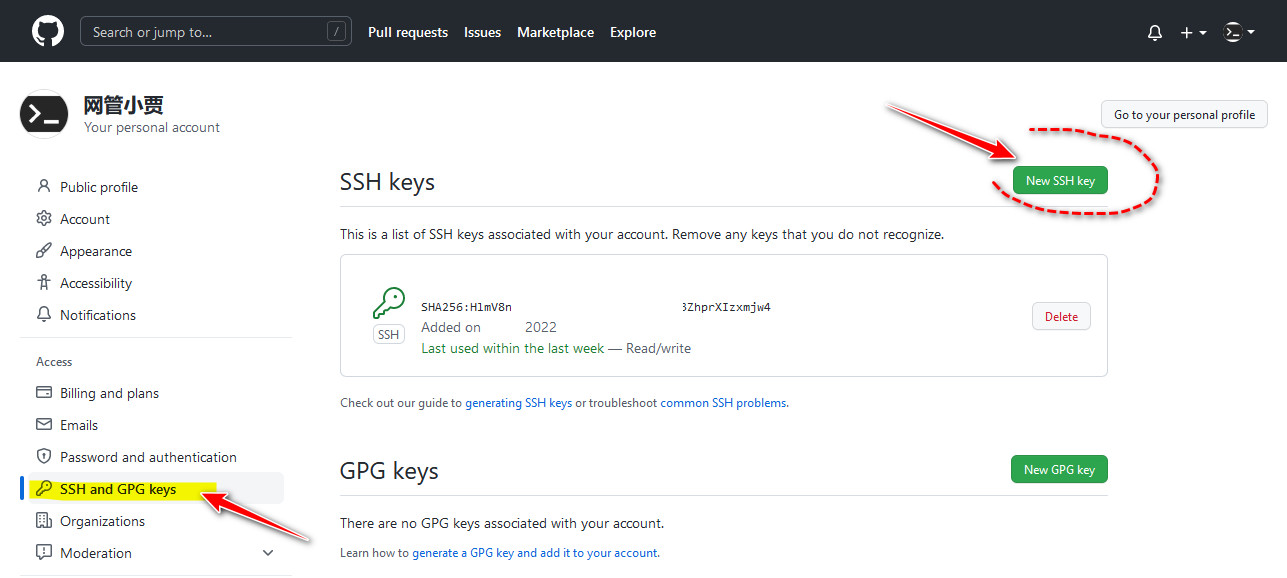 Search or jump to... /
Pull requests Issues Marketplace Explore
网管小贾
Your personal account
Go to your personal profile
Public profile
Account
Appearance
Accessibility
Notifications
Access
Billing and plans
Emails
Password and authentication
SSH and GPG keys
Organizations
Moderation
SSH keys
New SSH key
This is a list of SSH keys associated with your account. Remove any keys that you do not recognize.
SSH
SHA256:HlmV8n 3ZhprXIzxmjw4
Added on 2022
Last used within the last week — Read/write
Delete
Check out our guide to generating SSH keys or troubleshoot common SSH problems.
GPG keys
New GPG key
There are no GPG keys associated with your account.
Learn how to generate a GPG key and add it to your account.